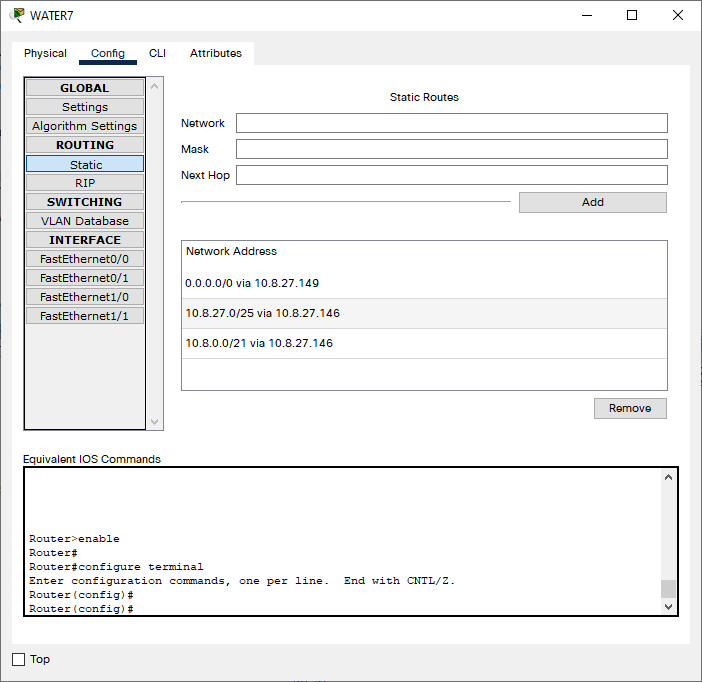 WATER7
Physical Config CLI Attributes
GLOBAL
Settings
Algorithm Settings
ROUTING
Static
RIP
SWITCHING
VLAN Database
INTERFACE
FastEthernet0/0
FastEthernet0/1
FastEthernet1/0
FastEthernet1/1
Static Routes
Network
Mask
Next Hop
Add
Network Address
0.0.0.0/0 via 10.8.27.149
10.8.27.0/25 via 10.8.27.146
10.8.0.0/21 via 10.8.27.146
Remove
Equivalent IOS Commands
Router>enable
Router#
Router#configure terminal
Enter configuration commands, one per line.  End with CNTL/Z.
Router(config)#
Router(config)#
Top